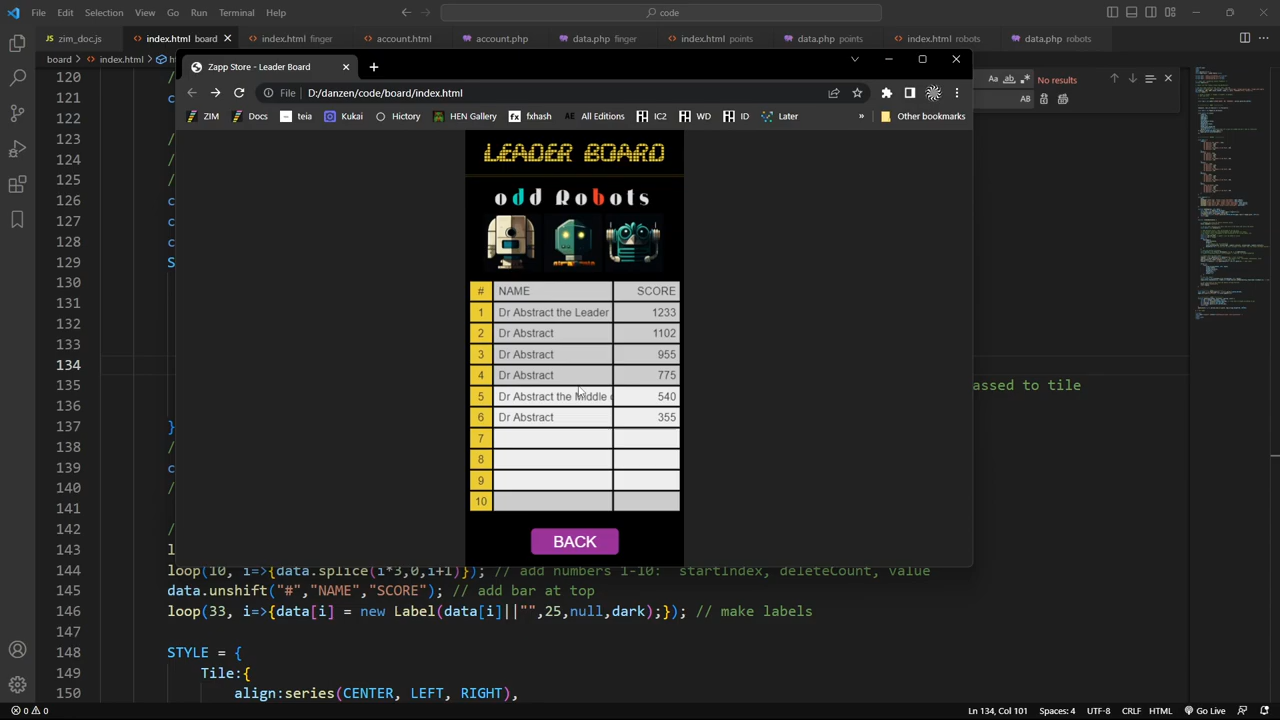 File Edit Selection View Go Run Terminal Help
code
zim_doc.js index.html board index.html finger account.html account.php data.php finger index.html points data.php points index.html robots data.php robots
board > index.html >
Aa ab No results
AB
Zapp Store - Leader Board
File D:/danzen/code/board/index.html
ZIM Docs teia kualia History HEN Gallery fxhash All Editions IC2 WD » Other bookmarks
LEADER BOARD
odd Robots
# NAME SCORE
1 Dr Abstract the Leader 1233
2 Dr Abstract 1102
3 Dr Abstract 955
4 Dr Abstract 775
5 Dr Abstract the Middle 540
6 Dr Abstract 355
7
8
9
10
BACK
120
121
122
123
124
125
126
127
128
129
130
131
132
133
134
135 assed to tile
136
137 }
138
139
140
141
142
143
144 loop(10, i=>{data.splice(i*3,0,i+1)}); // add numbers 1-10: startIndex, deleteCount, value
145 data.unshift("#","NAME","SCORE"); // add bar at top
146 loop(33, i=>{data[i] = new Label(data[i]||"",25,null,dark);}); // make labels
147
148 STYLE = {
149 Tile:{
150 align:series(CENTER, LEFT, RIGHT),
0 0 Ln 134, Col 101 Spaces: 4 UTF-8 CRLF HTML Go Live